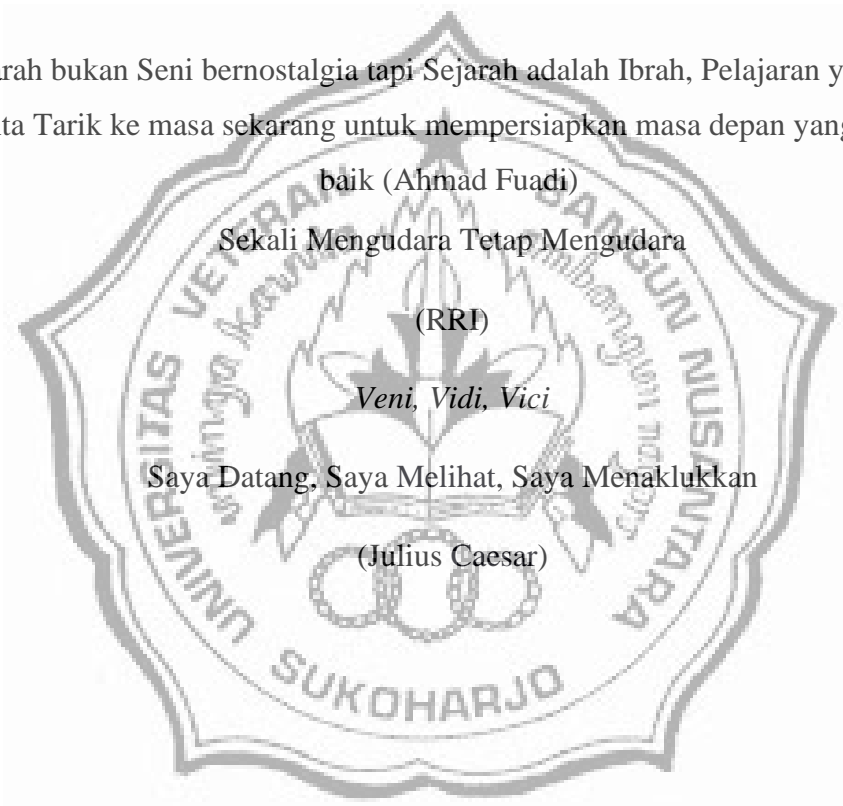 arah bukan Seni bernostalgia tapi Sejarah adalah Ibrah, Pelajaran y
ita Tarik ke masa sekarang untuk mempersiapkan masa depan yang
baik (Ahmad Fuadi)
Sekali Mengudara Tetap Mengudara
(RRI)
Veni, Vidi, Vici
Saya Datang, Saya Melihat, Saya Menaklukkan
(Julius Caesar)
UNIVERSITAS VETERAN BANGUN NUSANTARA
SUKOHARJO